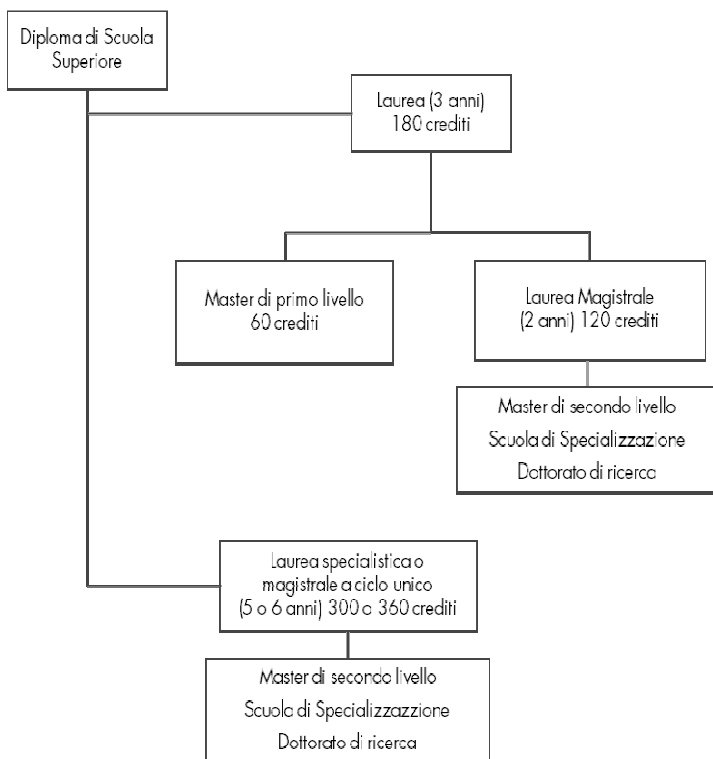 Diploma di Scuola
Superiore
Laurea (3 anni)
180 crediti
Master di primo livello
60 crediti
Laurea Magistrale
(2 anni) 120 crediti
Master di secondo livello
Scuola di Specializzazione
Dottorato di ricerca
Laurea specialistica o
magistrale a ciclo unico
(5 o 6 anni) 300 o 360 crediti
Master di secondo livello
Scuola di Specializzazzione
Dottorato di ricerca